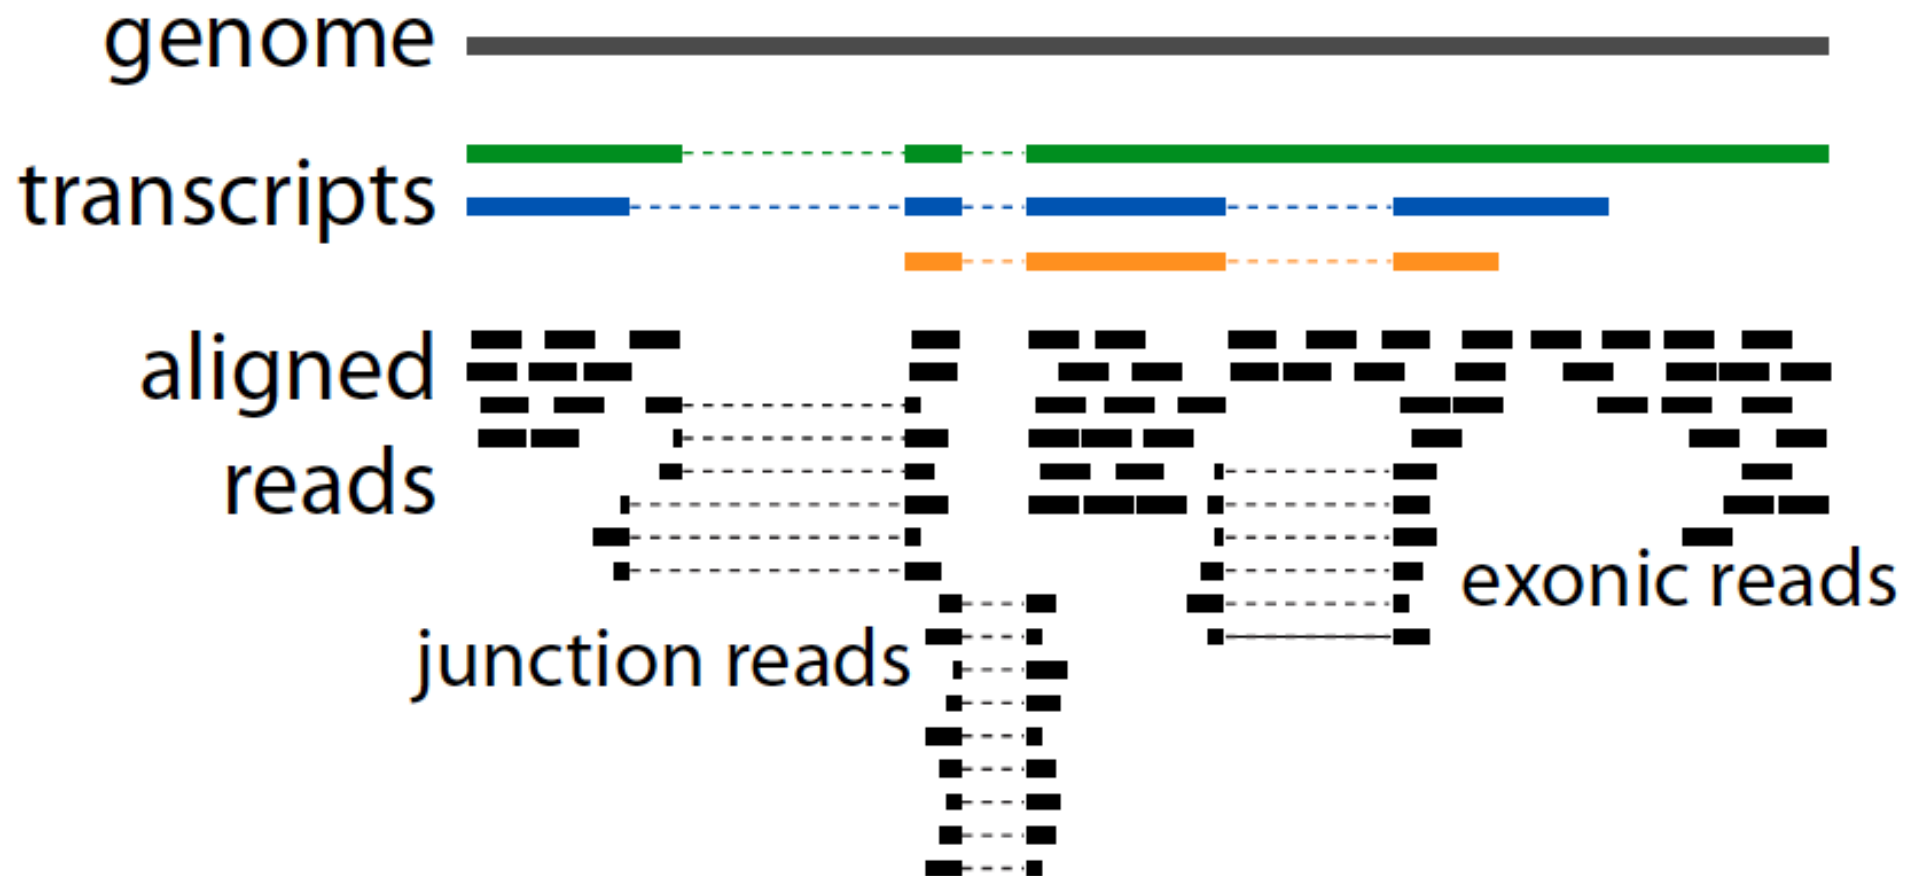 genome
transcripts
aligned
reads
exonic reads
junction reads